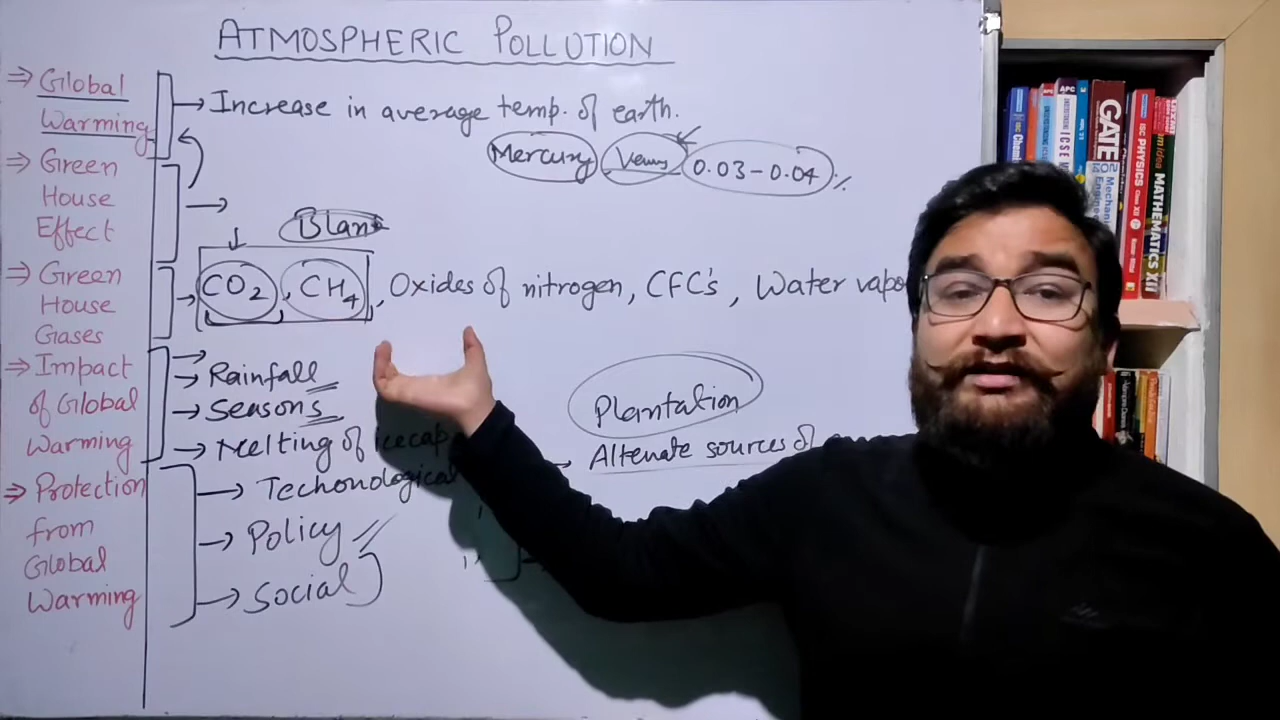 ATMOSPHERIC POLLUTION
⇒ Global
Warming
→ Increase in average temp. of earth.
Mercury Venus 0.03-0.04 %
⇒ Green
House
Effect
→
⇒ Green
House
Gases
→ CO2, CH4, Oxides of nitrogen, CFC's, Water vapo
⇒ Impact
of Global
Warming
→ Rainfall
→ Seasons
→ Melting of icecap
Plantation
Alternate sources of
⇒ Protection
from
Global
Warming
→ Techonological
→ Policy
→ Social
GATE
ISC PHYSICS
MATHEMATICS XII